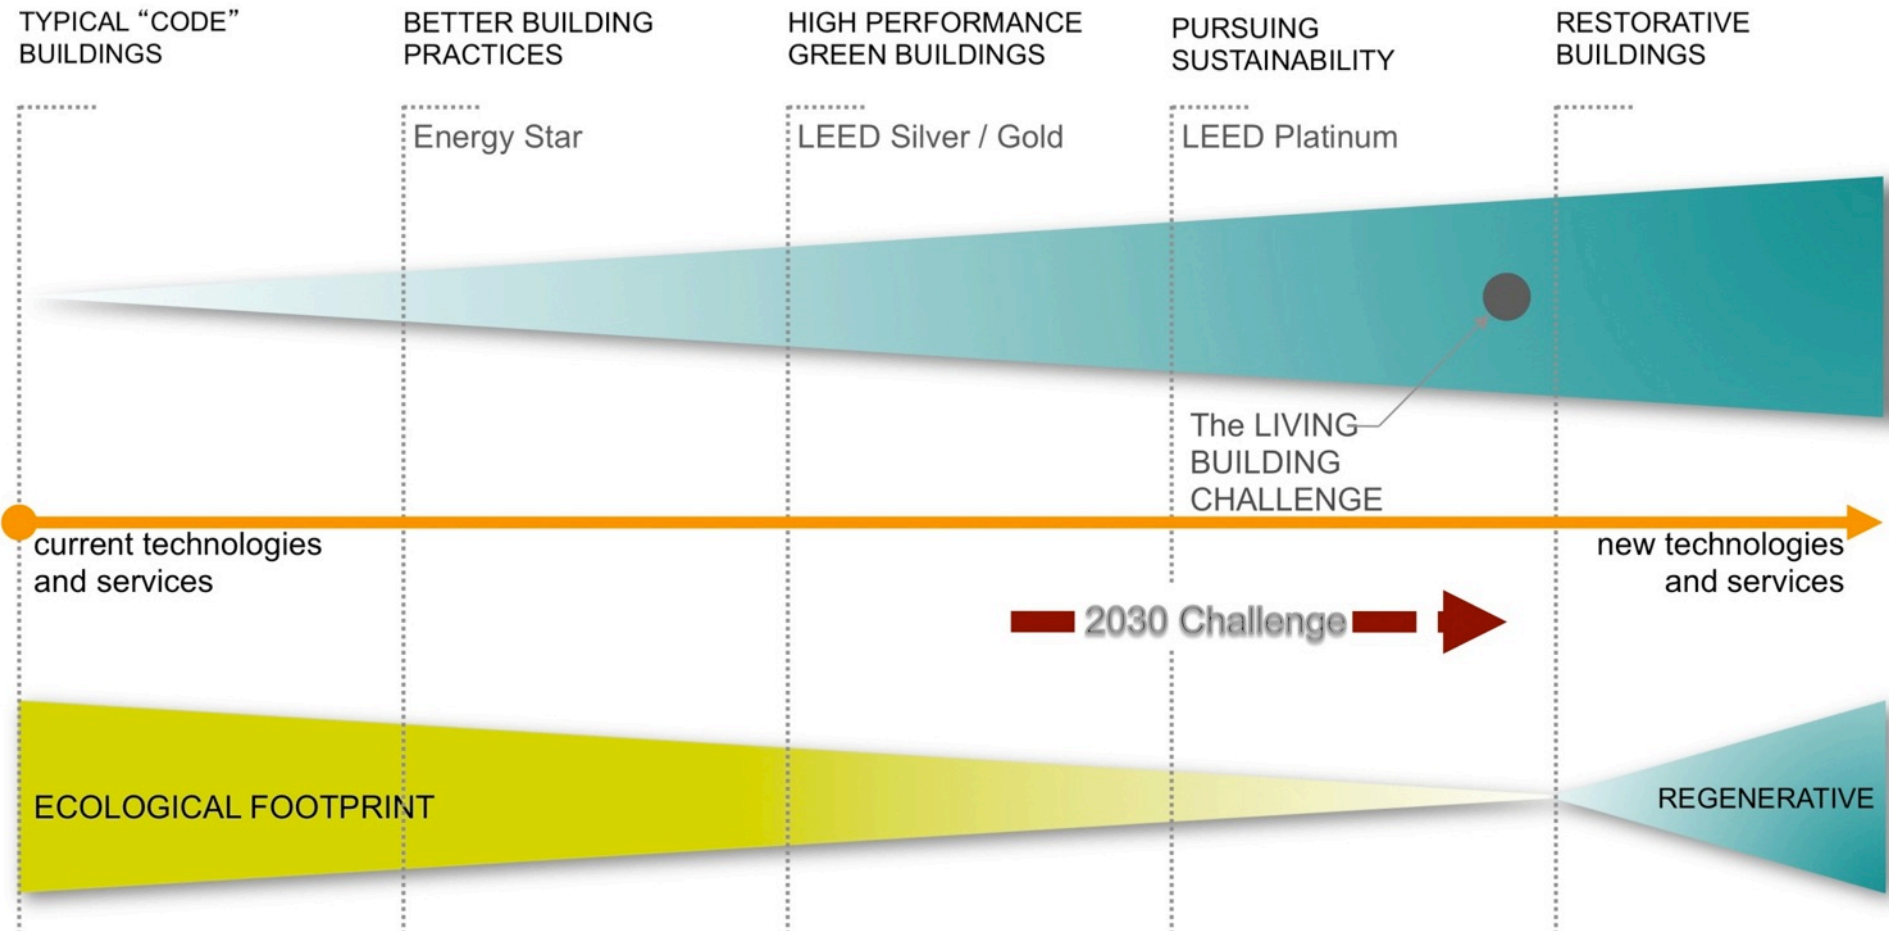 TYPICAL “CODE”
BUILDINGS
BETTER BUILDING
PRACTICES
HIGH PERFORMANCE
GREEN BUILDINGS
PURSUING
SUSTAINABILITY
RESTORATIVE
BUILDINGS
Energy Star
LEED Silver / Gold
LEED Platinum
The LIVING
BUILDING
CHALLENGE
current technologies
and services
new technologies
and services
2030 Challenge
ECOLOGICAL FOOTPRINT
REGENERATIVE